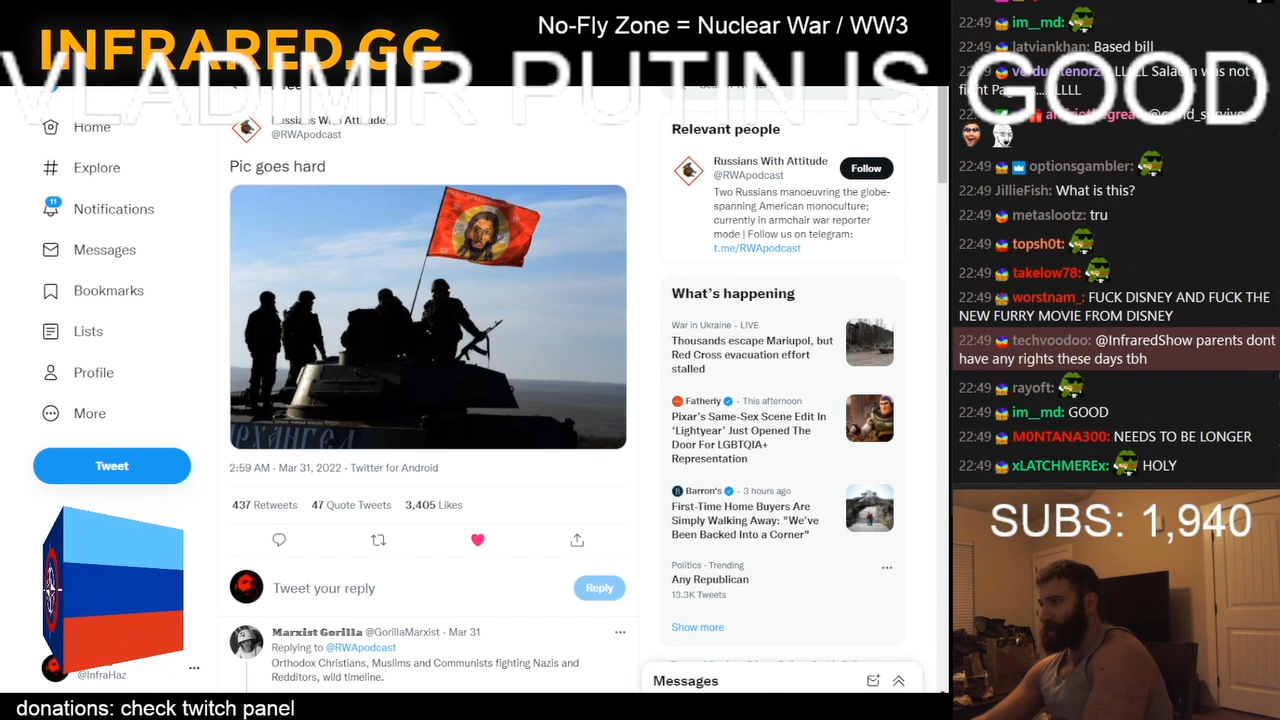 INFRARED.GG
No-Fly Zone = Nuclear War / WW3
VLADIMIR PUTIN IS GOOD
Home
Explore
11
Notifications
Messages
Bookmarks
Lists
Profile
More
Tweet
@InfraHaz
Russians With Attitude
@RWApodcast
Pic goes hard
2:59 AM · Mar 31, 2022 · Twitter for Android
437 Retweets 47 Quote Tweets 3,405 Likes
Tweet your reply
Reply
Marxist Gorilla @GorillaMarxist · Mar 31
Replying to @RWApodcast
Orthodox Christians, Muslims and Communists fighting Nazis and
Redditors, wild timeline.
Relevant people
Russians With Attitude
@RWApodcast
Follow
Two Russians manoeuvring the globe-
spanning American monoculture;
currently in armchair war reporter
mode | Follow us on telegram:
t.me/RWApodcast
What's happening
War in Ukraine · LIVE
Thousands escape Mariupol, but
Red Cross evacuation effort
stalled
Fatherly · This afternoon
Pixar's Same-Sex Scene Edit In
'Lightyear' Just Opened The
Door For LGBTQIA+
Representation
Barron's · 3 hours ago
First-Time Home Buyers Are
Simply Walking Away: "We've
Been Backed Into a Corner"
Politics · Trending
Any Republican
13.3K Tweets
Show more
Messages
22:49 im__md:
22:49 latviankhan: Based bill
22:49 Saladin was not
22:49 optionsgambler:
JillieFish: What is this?
22:49 metaslootz: tru
22:49 topsh0t:
22:49 takelow78:
22:49 worstnam_: FUCK DISNEY AND FUCK THE
NEW FURRY MOVIE FROM DISNEY
22:49 techvoodoo: @InfraredShow parents dont
have any rights these days tbh
22:49 rayoft:
22:49 im__md: GOOD
22:49 M0NTANA300: NEEDS TO BE LONGER
22:49 xLATCHMEREx: HOLY
SUBS: 1,940
donations: check twitch panel